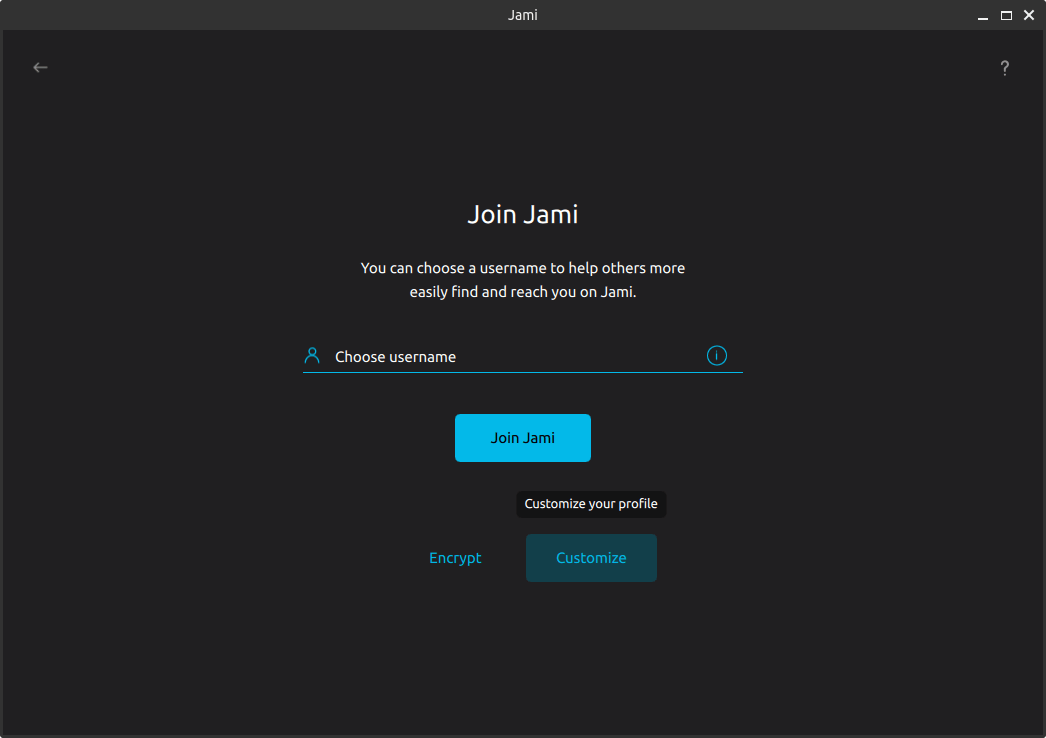 Jami
?
Join Jami
You can choose a username to help others more
easily find and reach you on Jami.
Choose username
i
Join Jami
Customize your profile
Encrypt
Customize